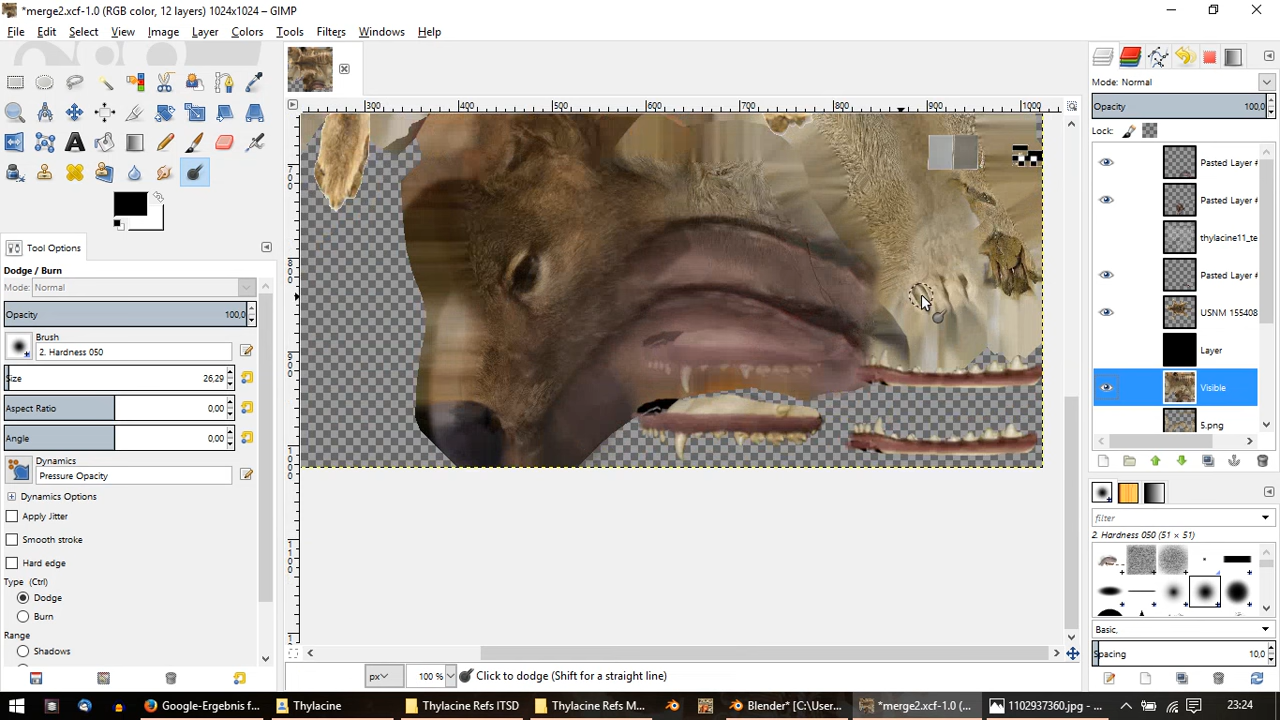 *merge2.xcf-1.0 (RGB color, 12 layers) 1024x1024 – GIMP
File Edit Select View Image Layer Colors Tools Filters Windows Help
Tool Options
Dodge / Burn
Mode: Normal
Opacity 100,0
Brush
2. Hardness 050
Size 26,29
Aspect Ratio 0,00
Angle 0,00
Dynamics
Pressure Opacity
Dynamics Options
Apply Jitter
Smooth stroke
Hard edge
Type (Ctrl)
Dodge
Burn
Range
Shadows
300 400 500 600 700 800 900 1000
700
800
900
1000
1100
px 100 % Click to dodge (Shift for a straight line)
Mode: Normal
Opacity 100,0
Lock:
Pasted Layer #
Pasted Layer #
thylacine11_te
Pasted Layer #
USNM 155408
Layer
Visible
5.png
filter
2. Hardness 050 (51 × 51)
Basic,
Spacing 10,0
Google-Ergebnis f... Thylacine Thylacine Refs ITSD Thylacine Refs M... Blender* [C:\User... *merge2.xcf-1.0 (... 1102937360.jpg - ... 23:24